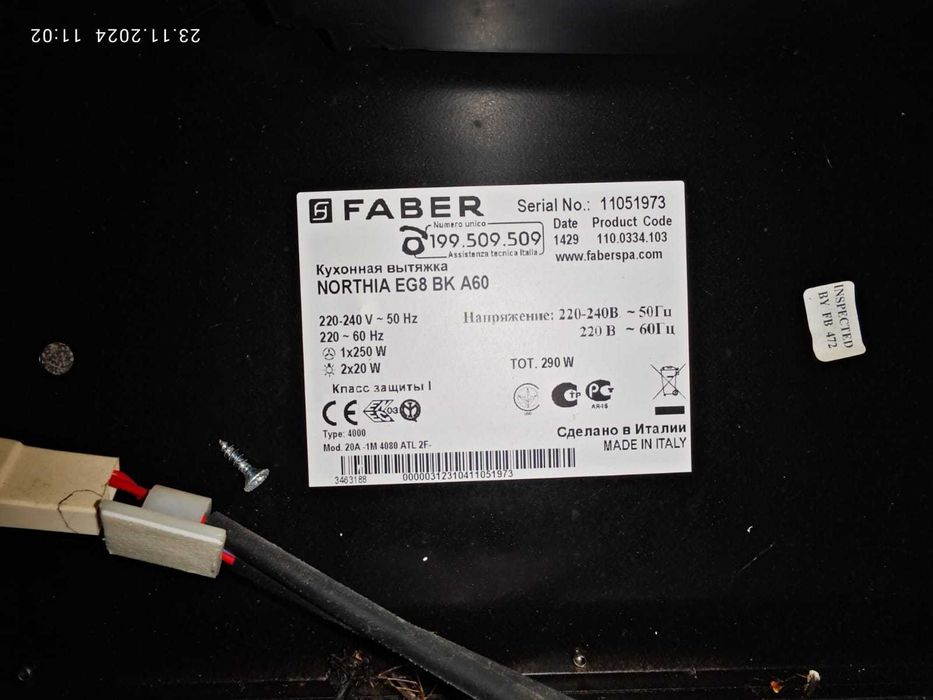 23.11.2024 11:02
FABER
Serial No.: 11051973
Numero unico
199.509.509
Assistenza tecnica Italia
Date Product Code
1429 110.0334.103
www.faberspa.com
Кухонная вытяжка
NORTHIA EG8 BK A60
220-240 V ~ 50 Hz
220 ~ 60 Hz
1x250 W
2x20 W
Напряжение: 220-240В ~ 50Гц
220 В ~ 60Гц
TOT. 290 W
Класс защиты I
CE
03
Type: 4000
Mod. 20A -1M 4080 ATL 2F-
Сделано в Италии
MADE IN ITALY
3463188
00000312310411051973
INSPECTED
BY FB 472